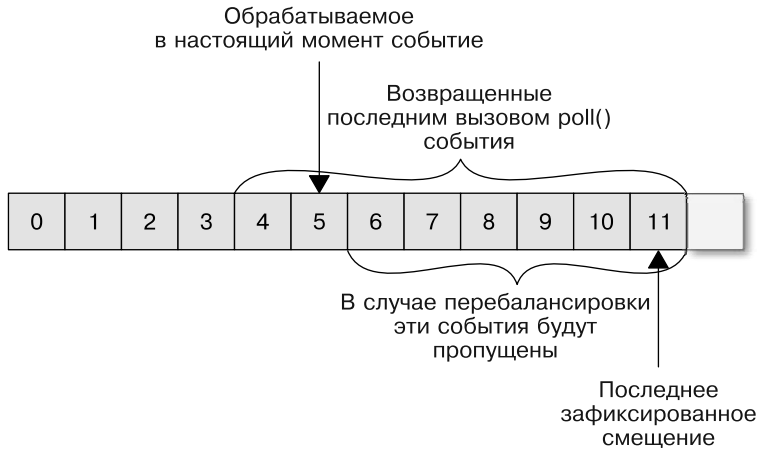 Обрабатываемое
в настоящий момент событие
Возвращенные
последним вызовом poll()
события
0 1 2 3 4 5 6 7 8 9 10 11
В случае перебалансировки
эти события будут
пропущены
Последнее
зафиксированное
смещение